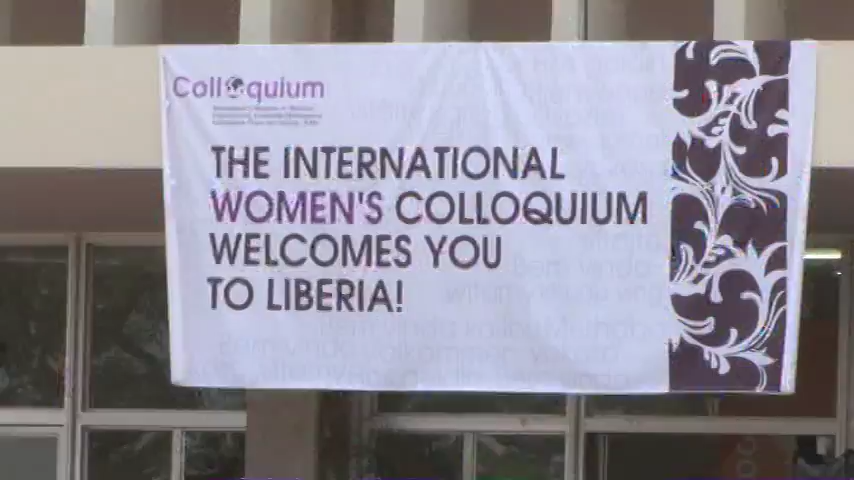 Colloquium
THE INTERNATIONAL
WOMEN'S COLLOQUIUM
WELCOMES YOU
TO LIBERIA!